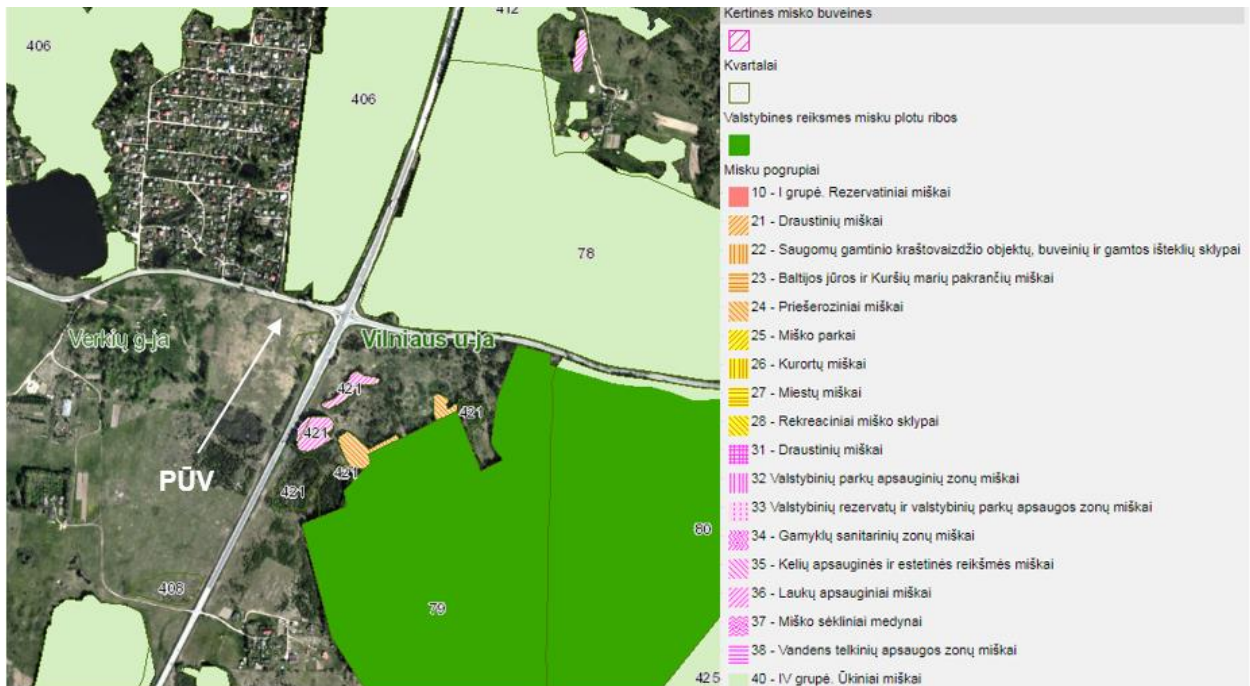 412
406
406
78
Verkių g-ja
Vilniaus u-ja
421
421
421
421
421
PŪV
80
408
79
425
Kertines misko buveines
Kvartalai
Valstybines reiksmes misku plotu ribos
Misku pogrupiai
10 - I grupė. Rezervatiniai miškai
21 - Draustinių miškai
22 - Saugomų gamtinio kraštovaizdžio objektų, buveinių ir gamtos išteklių sklypai
23 - Baltijos jūros ir Kuršių marių pakrančių miškai
24 - Priešeroziniai miškai
25 - Miško parkai
26 - Kurortų miškai
27 - Miestų miškai
28 - Rekreaciniai miško sklypai
31 - Draustinių miškai
32 Valstybinių parkų apsauginių zonų miškai
33 Valstybinių rezervatų ir valstybinių parkų apsaugos zonų miškai
34 - Gamyklų sanitarinių zonų miškai
35 - Kelių apsauginės ir estetinės reikšmės miškai
36 - Laukų apsauginiai miškai
37 - Miško sėkliniai medynai
38 - Vandens telkinių apsaugos zonų miškai
40 - IV grupė. Ūkiniai miškai